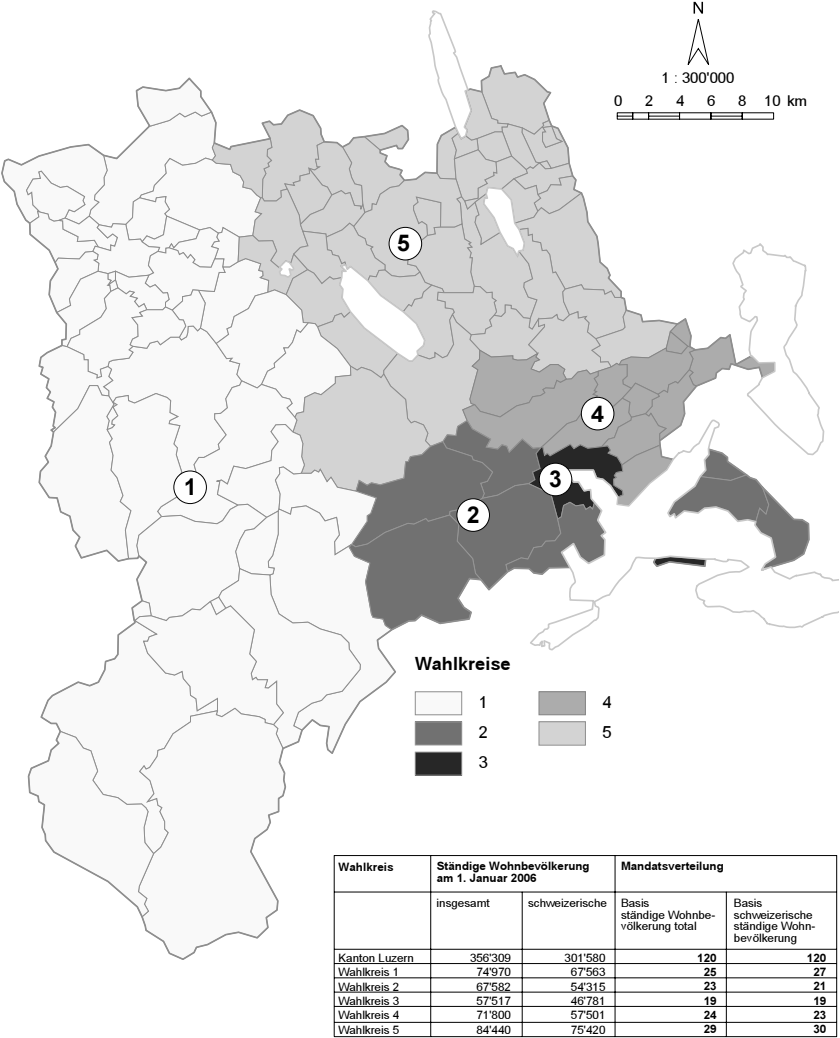 N
1 : 300'000
0 2 4 6 8 10 km
5
4
3
1
2
Wahlkreise
1 4
2 5
3
Wahlkreis Ständige Wohnbevölkerung Mandatsverteilung
am 1. Januar 2006
insgesamt schweizerische Basis Basis
ständige Wohnbe- schweizerische
völkerung total ständige Wohn-
bevölkerung
Kanton Luzern 356'309 301'580 120 120
Wahlkreis 1 74'970 67'563 25 27
Wahlkreis 2 67'582 54'315 23 21
Wahlkreis 3 57'517 46'781 19 19
Wahlkreis 4 71'800 57'501 24 23
Wahlkreis 5 84'440 75'420 29 30